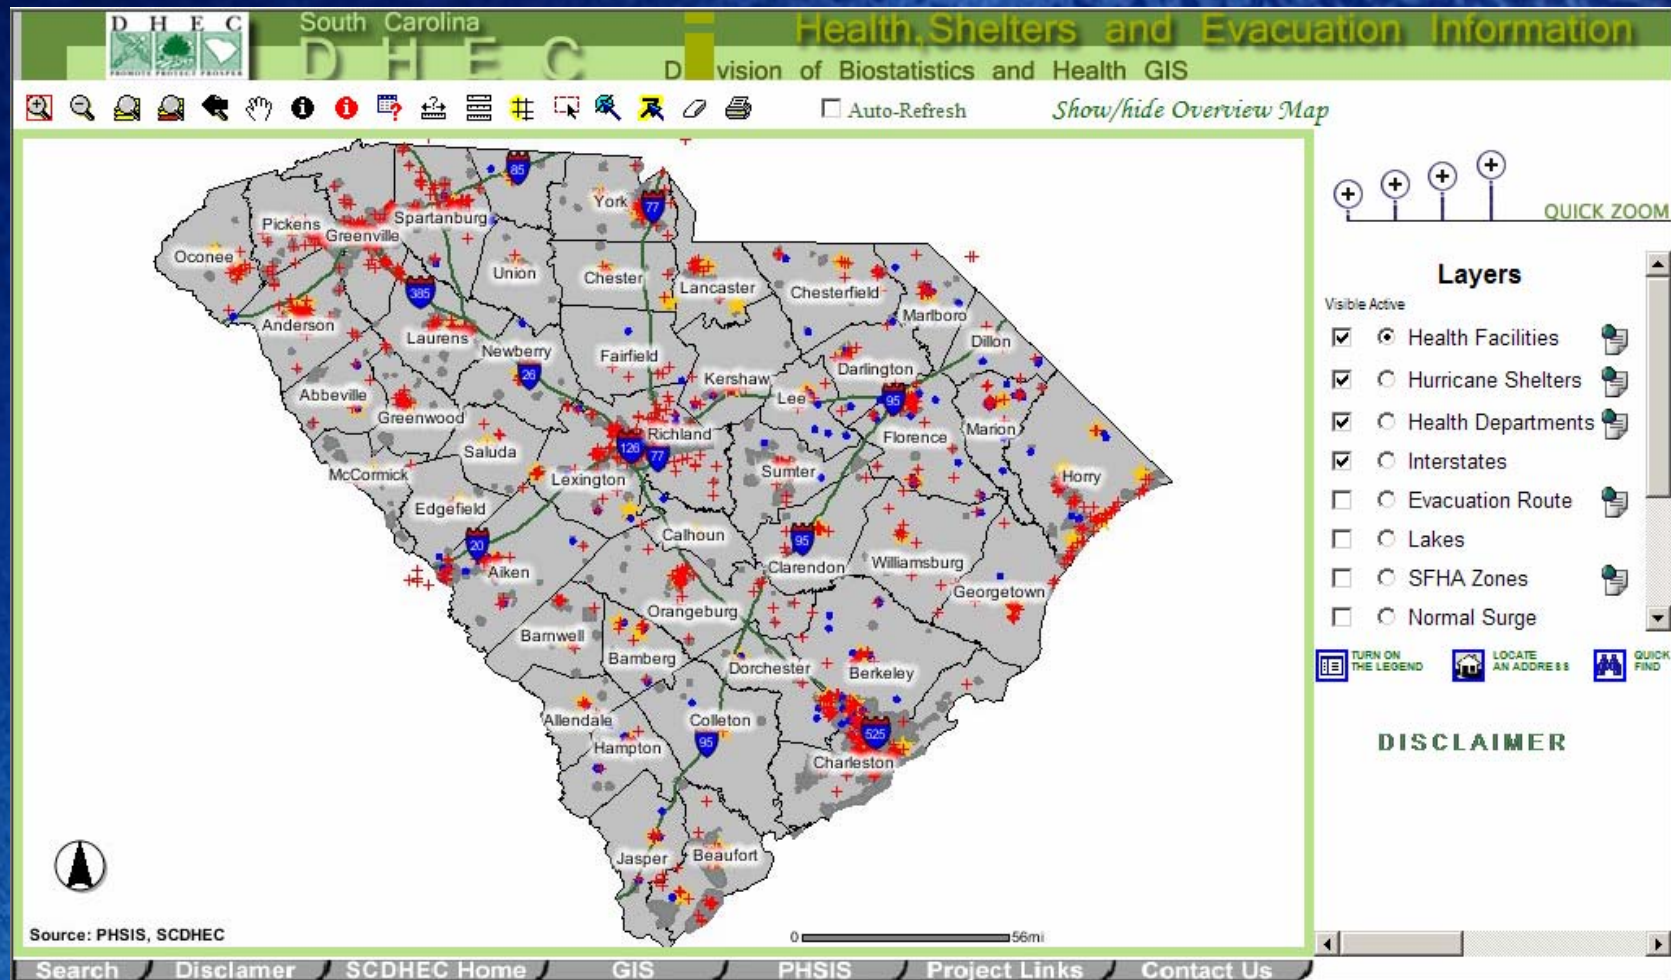 D H E C
PROMOTE PROTECT PROSPER
South Carolina
D H E C
Health, Shelters and Evacuation Information
D vision of Biostatistics and Health GIS
Auto-Refresh
Show/hide Overview Map
85
York
77
Pickens
Spartanburg
Greenville
Oconee
Union
Chester
Lancaster
Chesterfield
385
Anderson
Marlboro
Laurens
Dillon
Newberry
Fairfield
Darlington
26
Kershaw
Abbeville
Lee
95
Greenwood
Richland
Florence
Marion
126
77
Saluda
McCormick
Lexington
Sumter
Horry
Edgefield
Calhoun
95
20
Aiken
Clarendon
Williamsburg
Georgetown
Orangeburg
Barnwell
Bamberg
Dorchester
Berkeley
Allendale
Colleton
525
Hampton
95
Charleston
Jasper
Beaufort
Source: PHSIS, SCDHEC
0
56mi
QUICK ZOOM
Layers
Visible Active
Health Facilities
Hurricane Shelters
Health Departments
Interstates
Evacuation Route
Lakes
SFHA Zones
Normal Surge
TURN ON
THE LEGEND
LOCATE
AN ADDRESS
QUICK
FIND
DISCLAIMER
Search
Disclamer
SCDHEC Home
GIS
PHSIS
Project Links
Contact Us